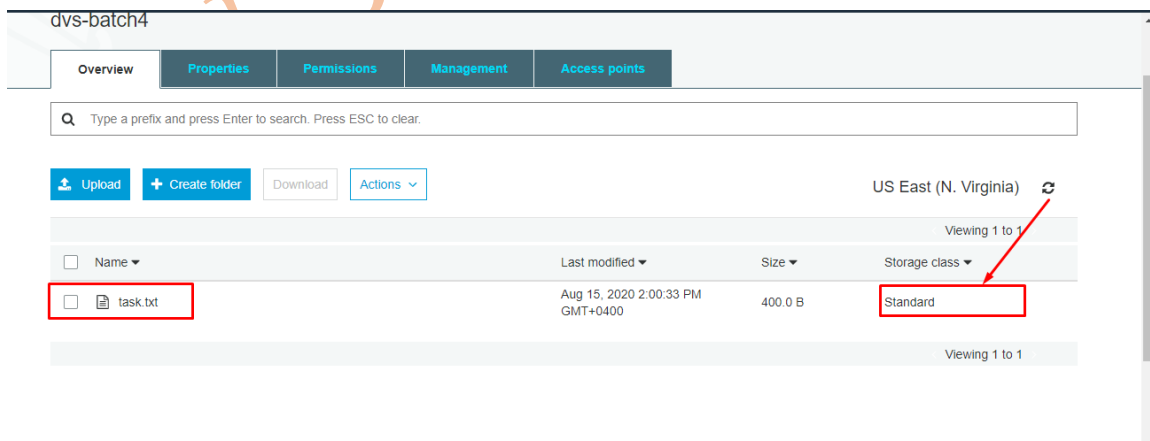 dvs-batch4
Overview Properties Permissions Management Access points
Type a prefix and press Enter to search. Press ESC to clear.
Upload + Create folder Download Actions US East (N. Virginia)
Viewing 1 to 1
Name Last modified Size Storage class
task.txt Aug 15, 2020 2:00:33 PM GMT+0400 400.0 B Standard
Viewing 1 to 1